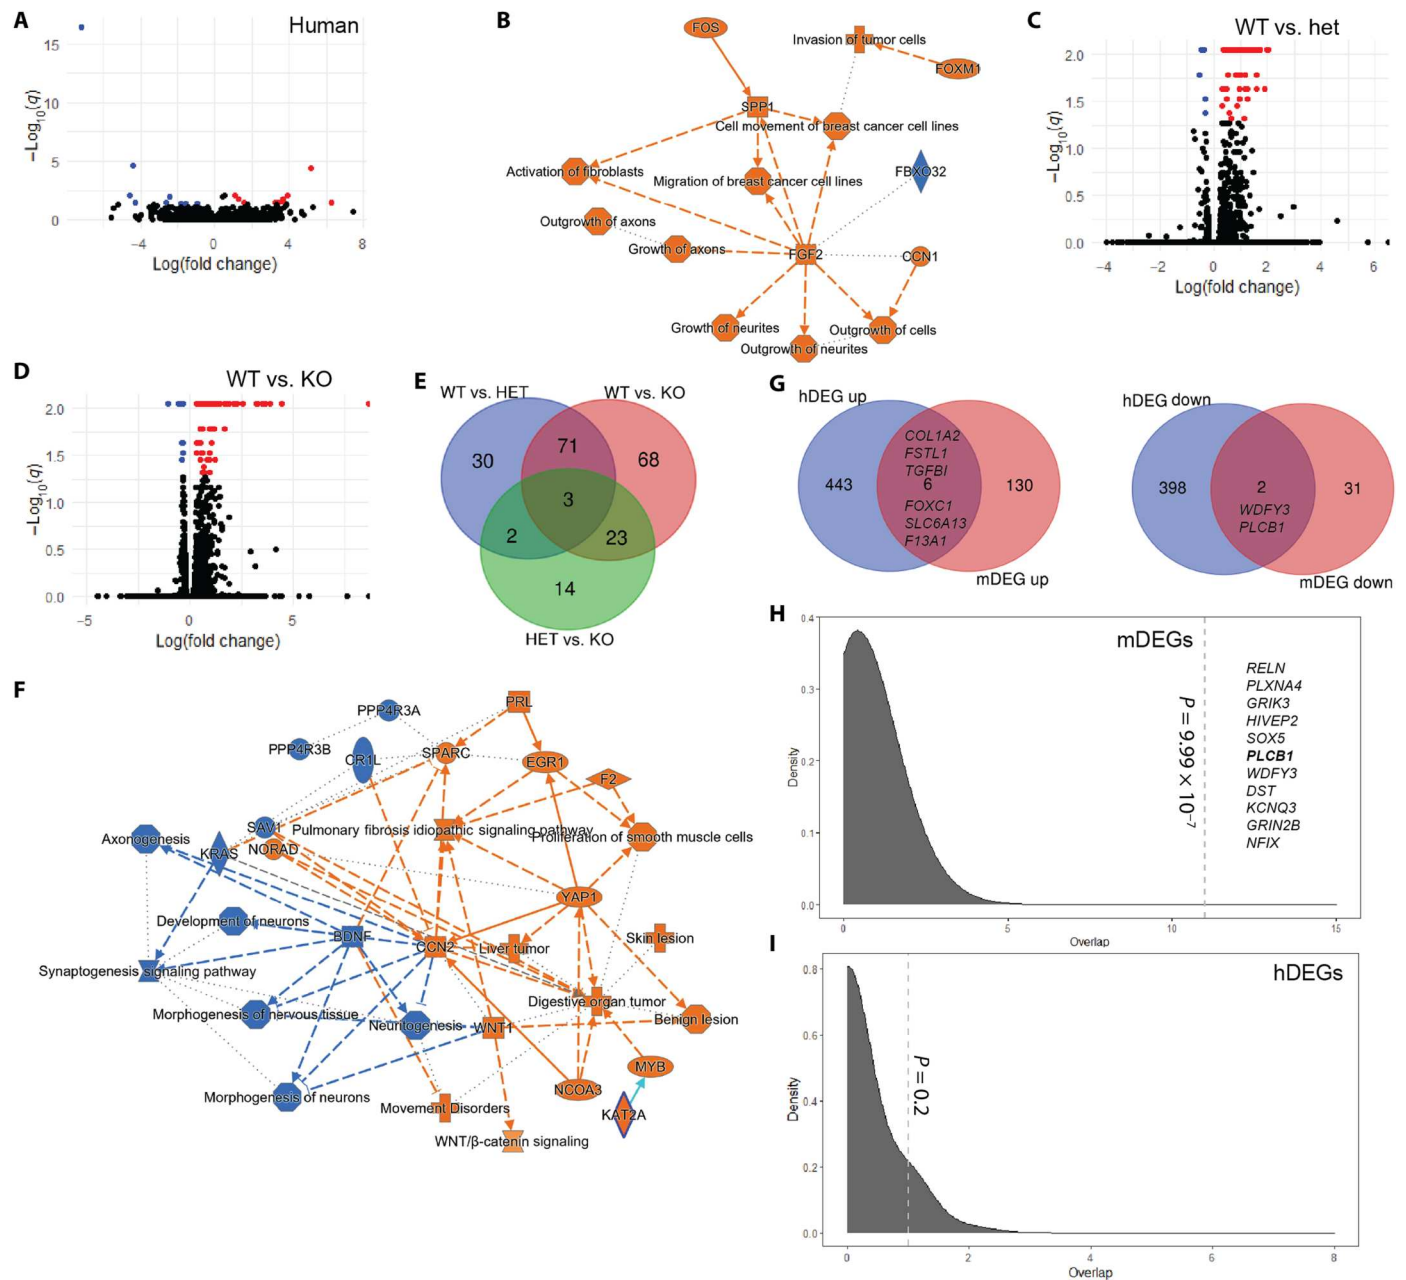 A
Human
15
10
5
0
−Log10(q)
−4
0
4
8
Log(fold change)
B
FOS
Invasion of tumor cells
FOXM1
SPP1
Cell movement of breast cancer cell lines
Activation of fibroblasts
Migration of breast cancer cell lines
FBXO32
Outgrowth of axons
Growth of axons
FGF2
CCN1
Growth of neurites
Outgrowth of cells
Outgrowth of neurites
C
WT vs. het
2.0
1.5
1.0
0.5
0.0
−Log10(q)
−4
−2
0
2
4
6
Log(fold change)
D
WT vs. KO
2.0
1.5
1.0
0.5
0.0
−Log10(q)
−5
0
5
Log(fold change)
E
WT vs. HET
WT vs. KO
30
71
68
3
2
23
14
HET vs. KO
G
hDEG up
COL1A2
FSTL1
TGFBI
443
6
130
FOXC1
SLC6A13
F13A1
mDEG up
hDEG down
398
2
31
WDFY3
PLCB1
mDEG down
F
PRL
PPP4R3A
PPP4R3B
CR1L
SPARC
EGR1
F2
SAV1
Pulmonary fibrosis idiopathic signaling pathway
Proliferation of smooth muscle cells
Axonogenesis
KRAS
NORAD
YAP1
Development of neurons
BDNF
CCN2
Liver tumor
Skin lesion
Synaptogenesis signaling pathway
Digestive organ tumor
Morphogenesis of nervous tissue
Neuritogenesis
WNT1
Benign lesion
MYB
NCOA3
Morphogenesis of neurons
Movement Disorders
KAT2A
WNT/β-catenin signaling
H
mDEGs
0.4
0.3
0.2
0.1
0.0
Density
P = 9.99 × 10−7
RELN
PLXNA4
GRIK3
HIVEP2
SOX5
PLCB1
WDFY3
DST
KCNQ3
GRIN2B
NFIX
0
5
10
15
Overlap
I
hDEGs
0.8
0.6
0.4
0.2
0.0
Density
P = 0.2
0
2
4
6
8
Overlap